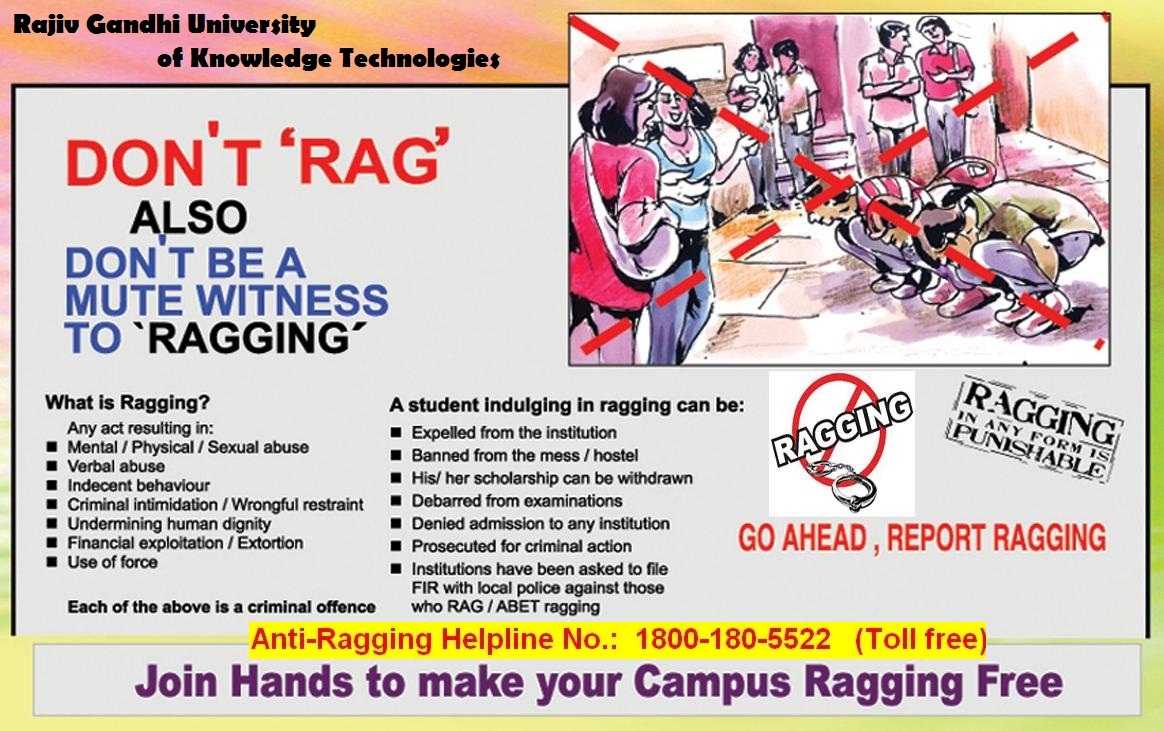 Rajiv Gandhi University
of Knowledge Technologies
DON'T ‘RAG’
ALSO
DON'T BE A
MUTE WITNESS
TO `RAGGING´
What is Ragging?
Any act resulting in:
■ Mental / Physical / Sexual abuse
■ Verbal abuse
■ Indecent behaviour
■ Criminal intimidation / Wrongful restraint
■ Undermining human dignity
■ Financial exploitation / Extortion
■ Use of force
Each of the above is a criminal offence
A student indulging in ragging can be:
■ Expelled from the institution
■ Banned from the mess / hostel
■ His/ her scholarship can be withdrawn
■ Debarred from examinations
■ Denied admission to any institution
■ Prosecuted for criminal action
■ Institutions have been asked to file
FIR with local police against those
who RAG / ABET ragging
RAGGING
RAGGING
IN ANY FORM IS
PUNISHABLE
GO AHEAD , REPORT RAGGING
Anti-Ragging Helpline No.: 1800-180-5522 (Toll free)
Join Hands to make your Campus Ragging Free